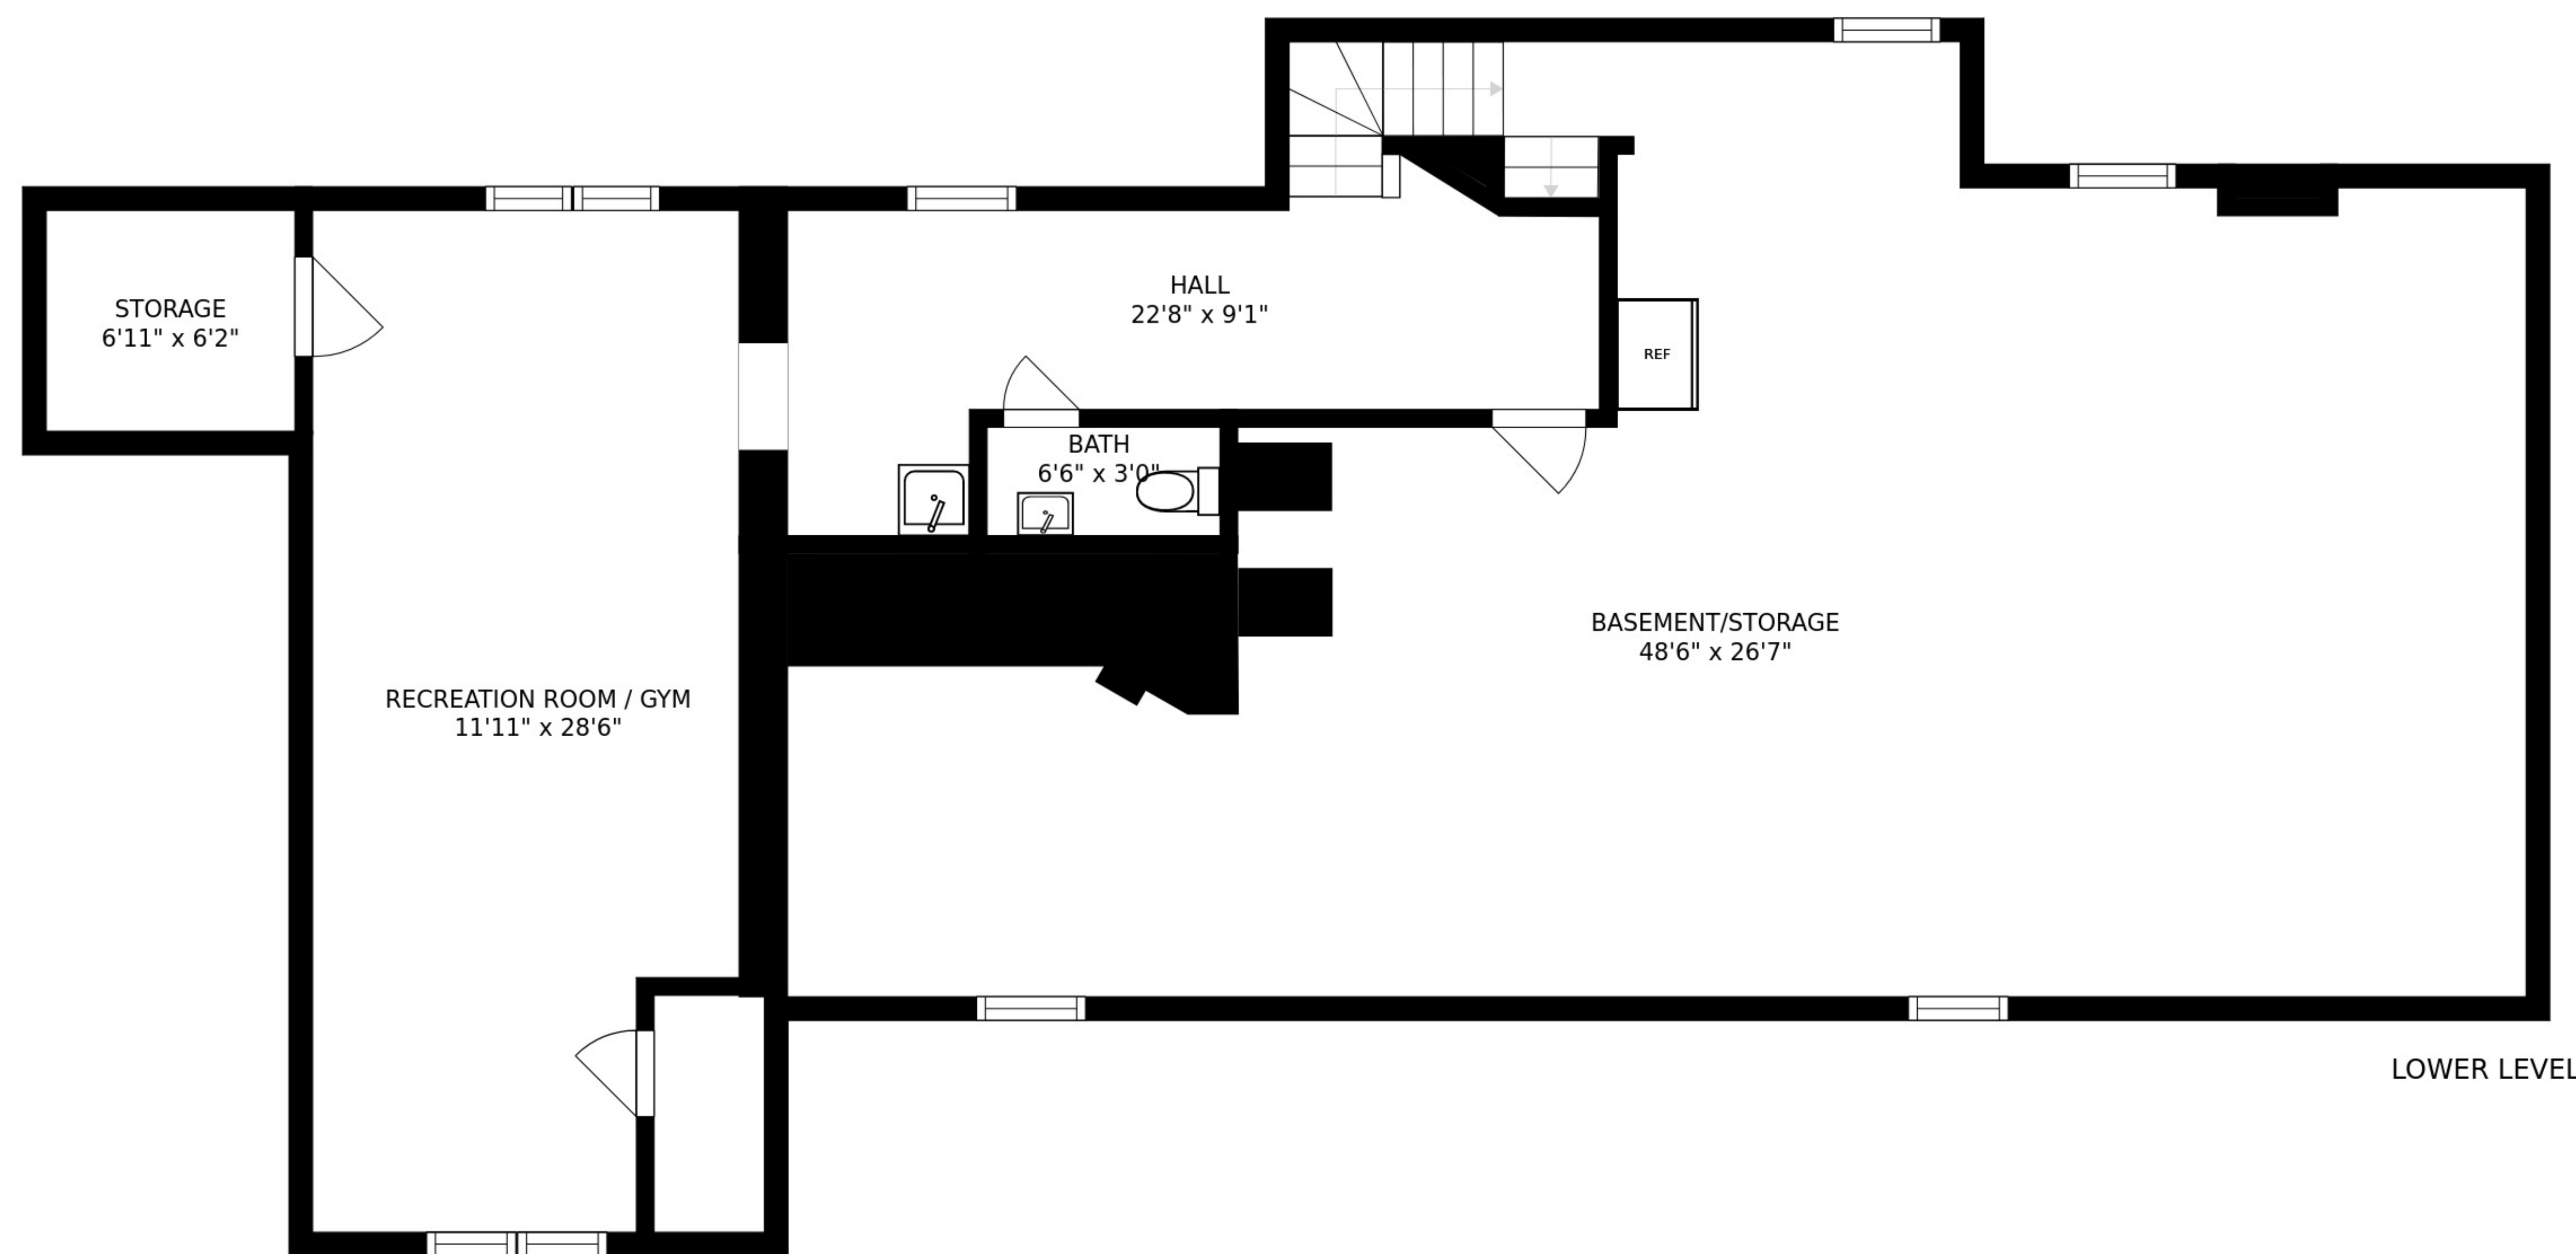 STORAGE
6'11" x 6'2"
HALL
22'8" x 9'1"
REF
BATH
6'6" x 3'0"
BASEMENT/STORAGE
48'6" x 26'7"
RECREATION ROOM / GYM
11'11" x 28'6"
LOWER LEVEL